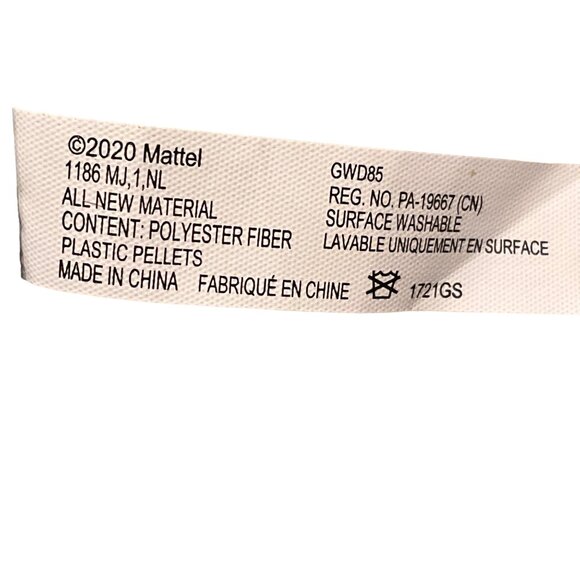 ©2020 Mattel
1186 MJ,1,NL
ALL NEW MATERIAL
CONTENT: POLYESTER FIBER
PLASTIC PELLETS
MADE IN CHINA FABRIQUÉ EN CHINE
GWD85
REG. NO. PA-19667 (CN)
SURFACE WASHABLE
LAVABLE UNIQUEMENT EN SURFACE
1721GS